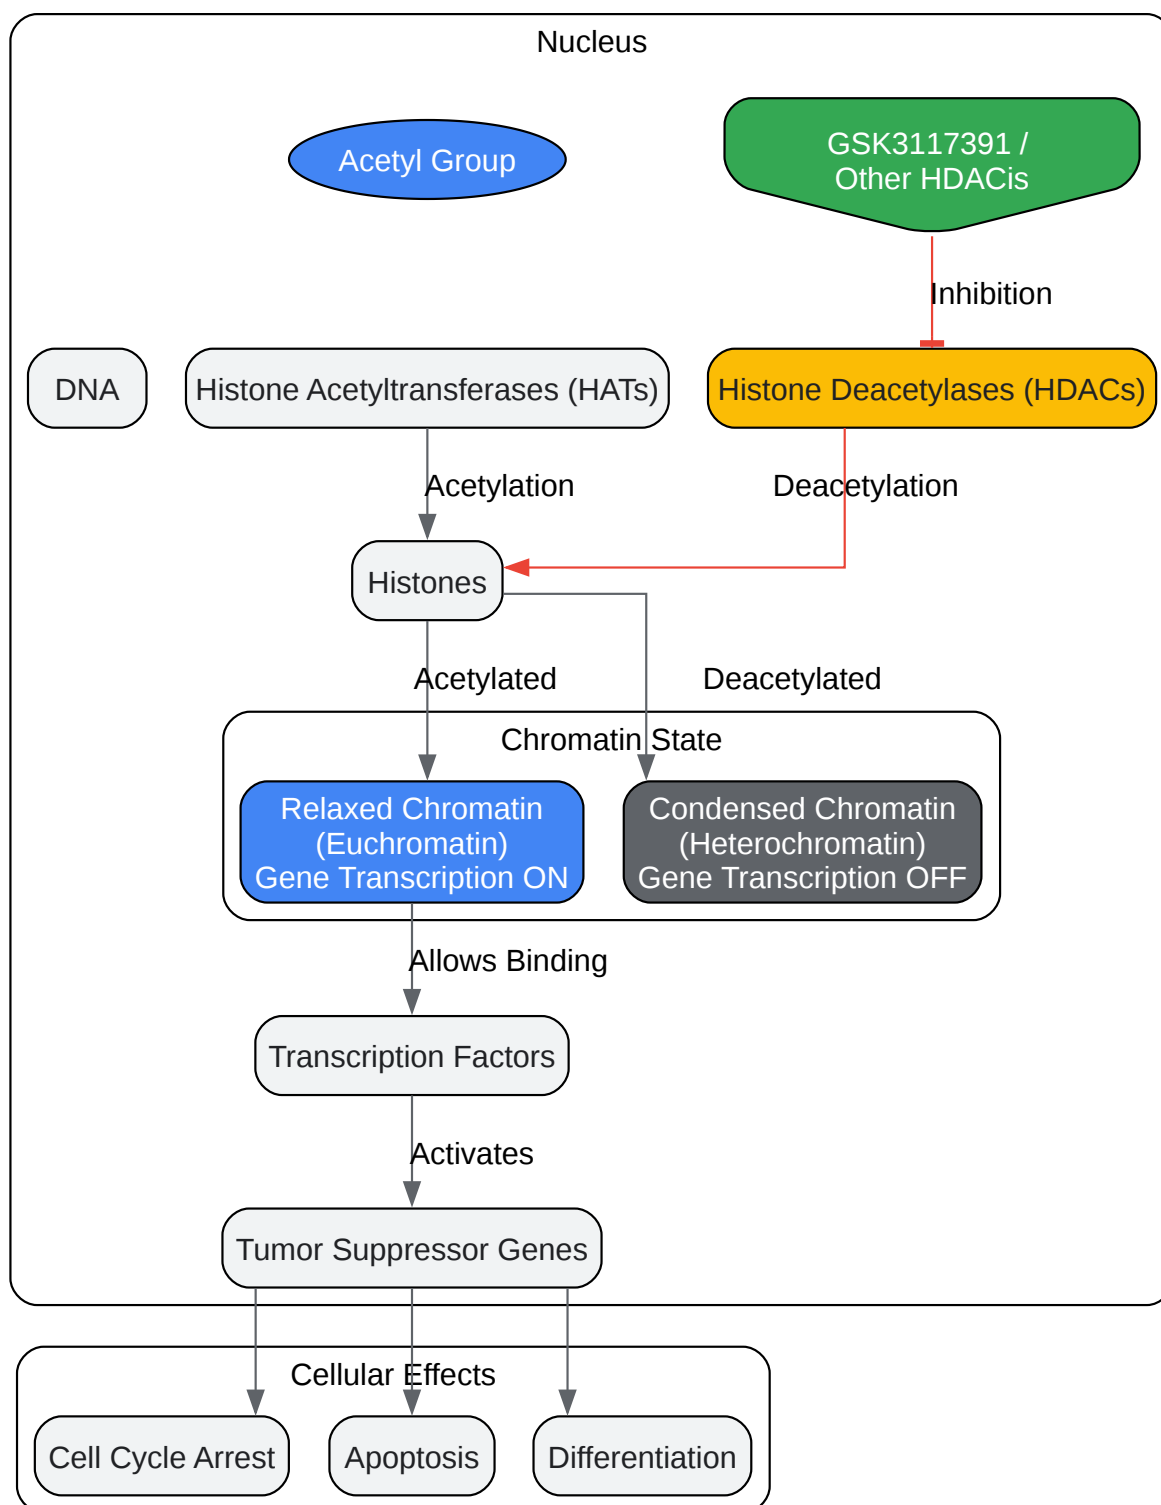 Nucleus
Acetyl Group
GSK3117391 /
Other HDACis
Inhibition
DNA
Histone Acetyltransferases (HATs)
Histone Deacetylases (HDACs)
Acetylation
Deacetylation
Histones
Acetylated
Deacetylated
Chromatin State
Relaxed Chromatin
(Euchromatin)
Gene Transcription ON
Condensed Chromatin
(Heterochromatin)
Gene Transcription OFF
Allows Binding
Transcription Factors
Activates
Tumor Suppressor Genes
Cellular Effects
Cell Cycle Arrest
Apoptosis
Differentiation